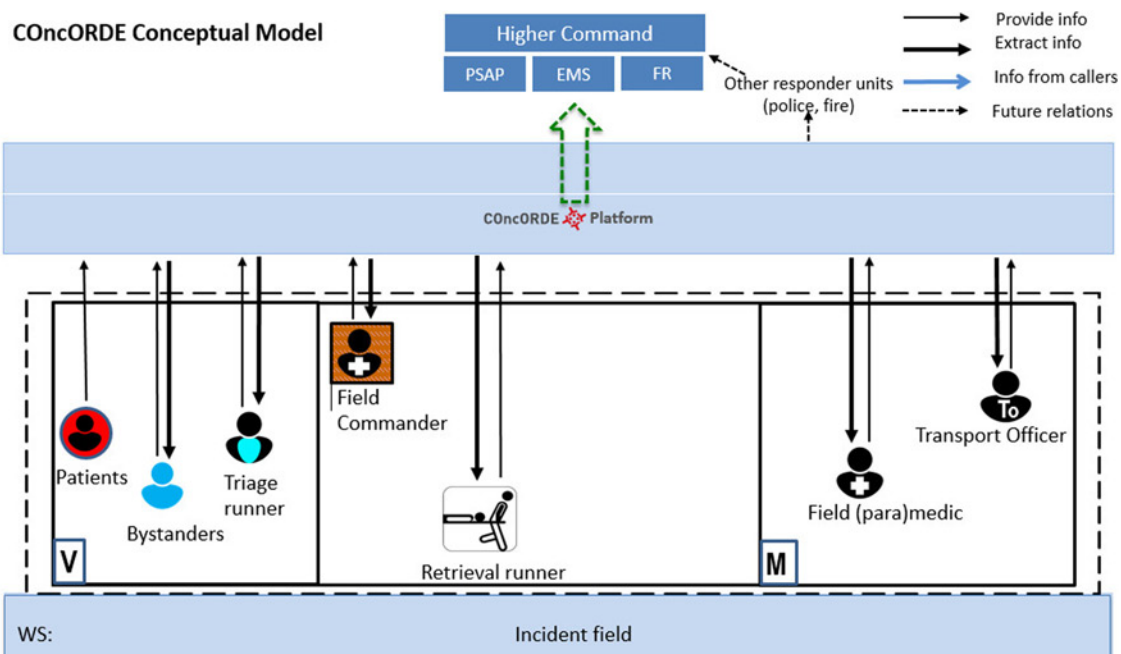 COncORDE Conceptual Model
Higher Command
PSAP
EMS
FR
Other responder units
(police, fire)
Provide info
Extract info
Info from callers
Future relations
COncORDE Platform
Patients
Bystanders
Triage
runner
Field
Commander
Retrieval runner
Field (para)medic
To
Transport Officer
V
M
WS:
Incident field